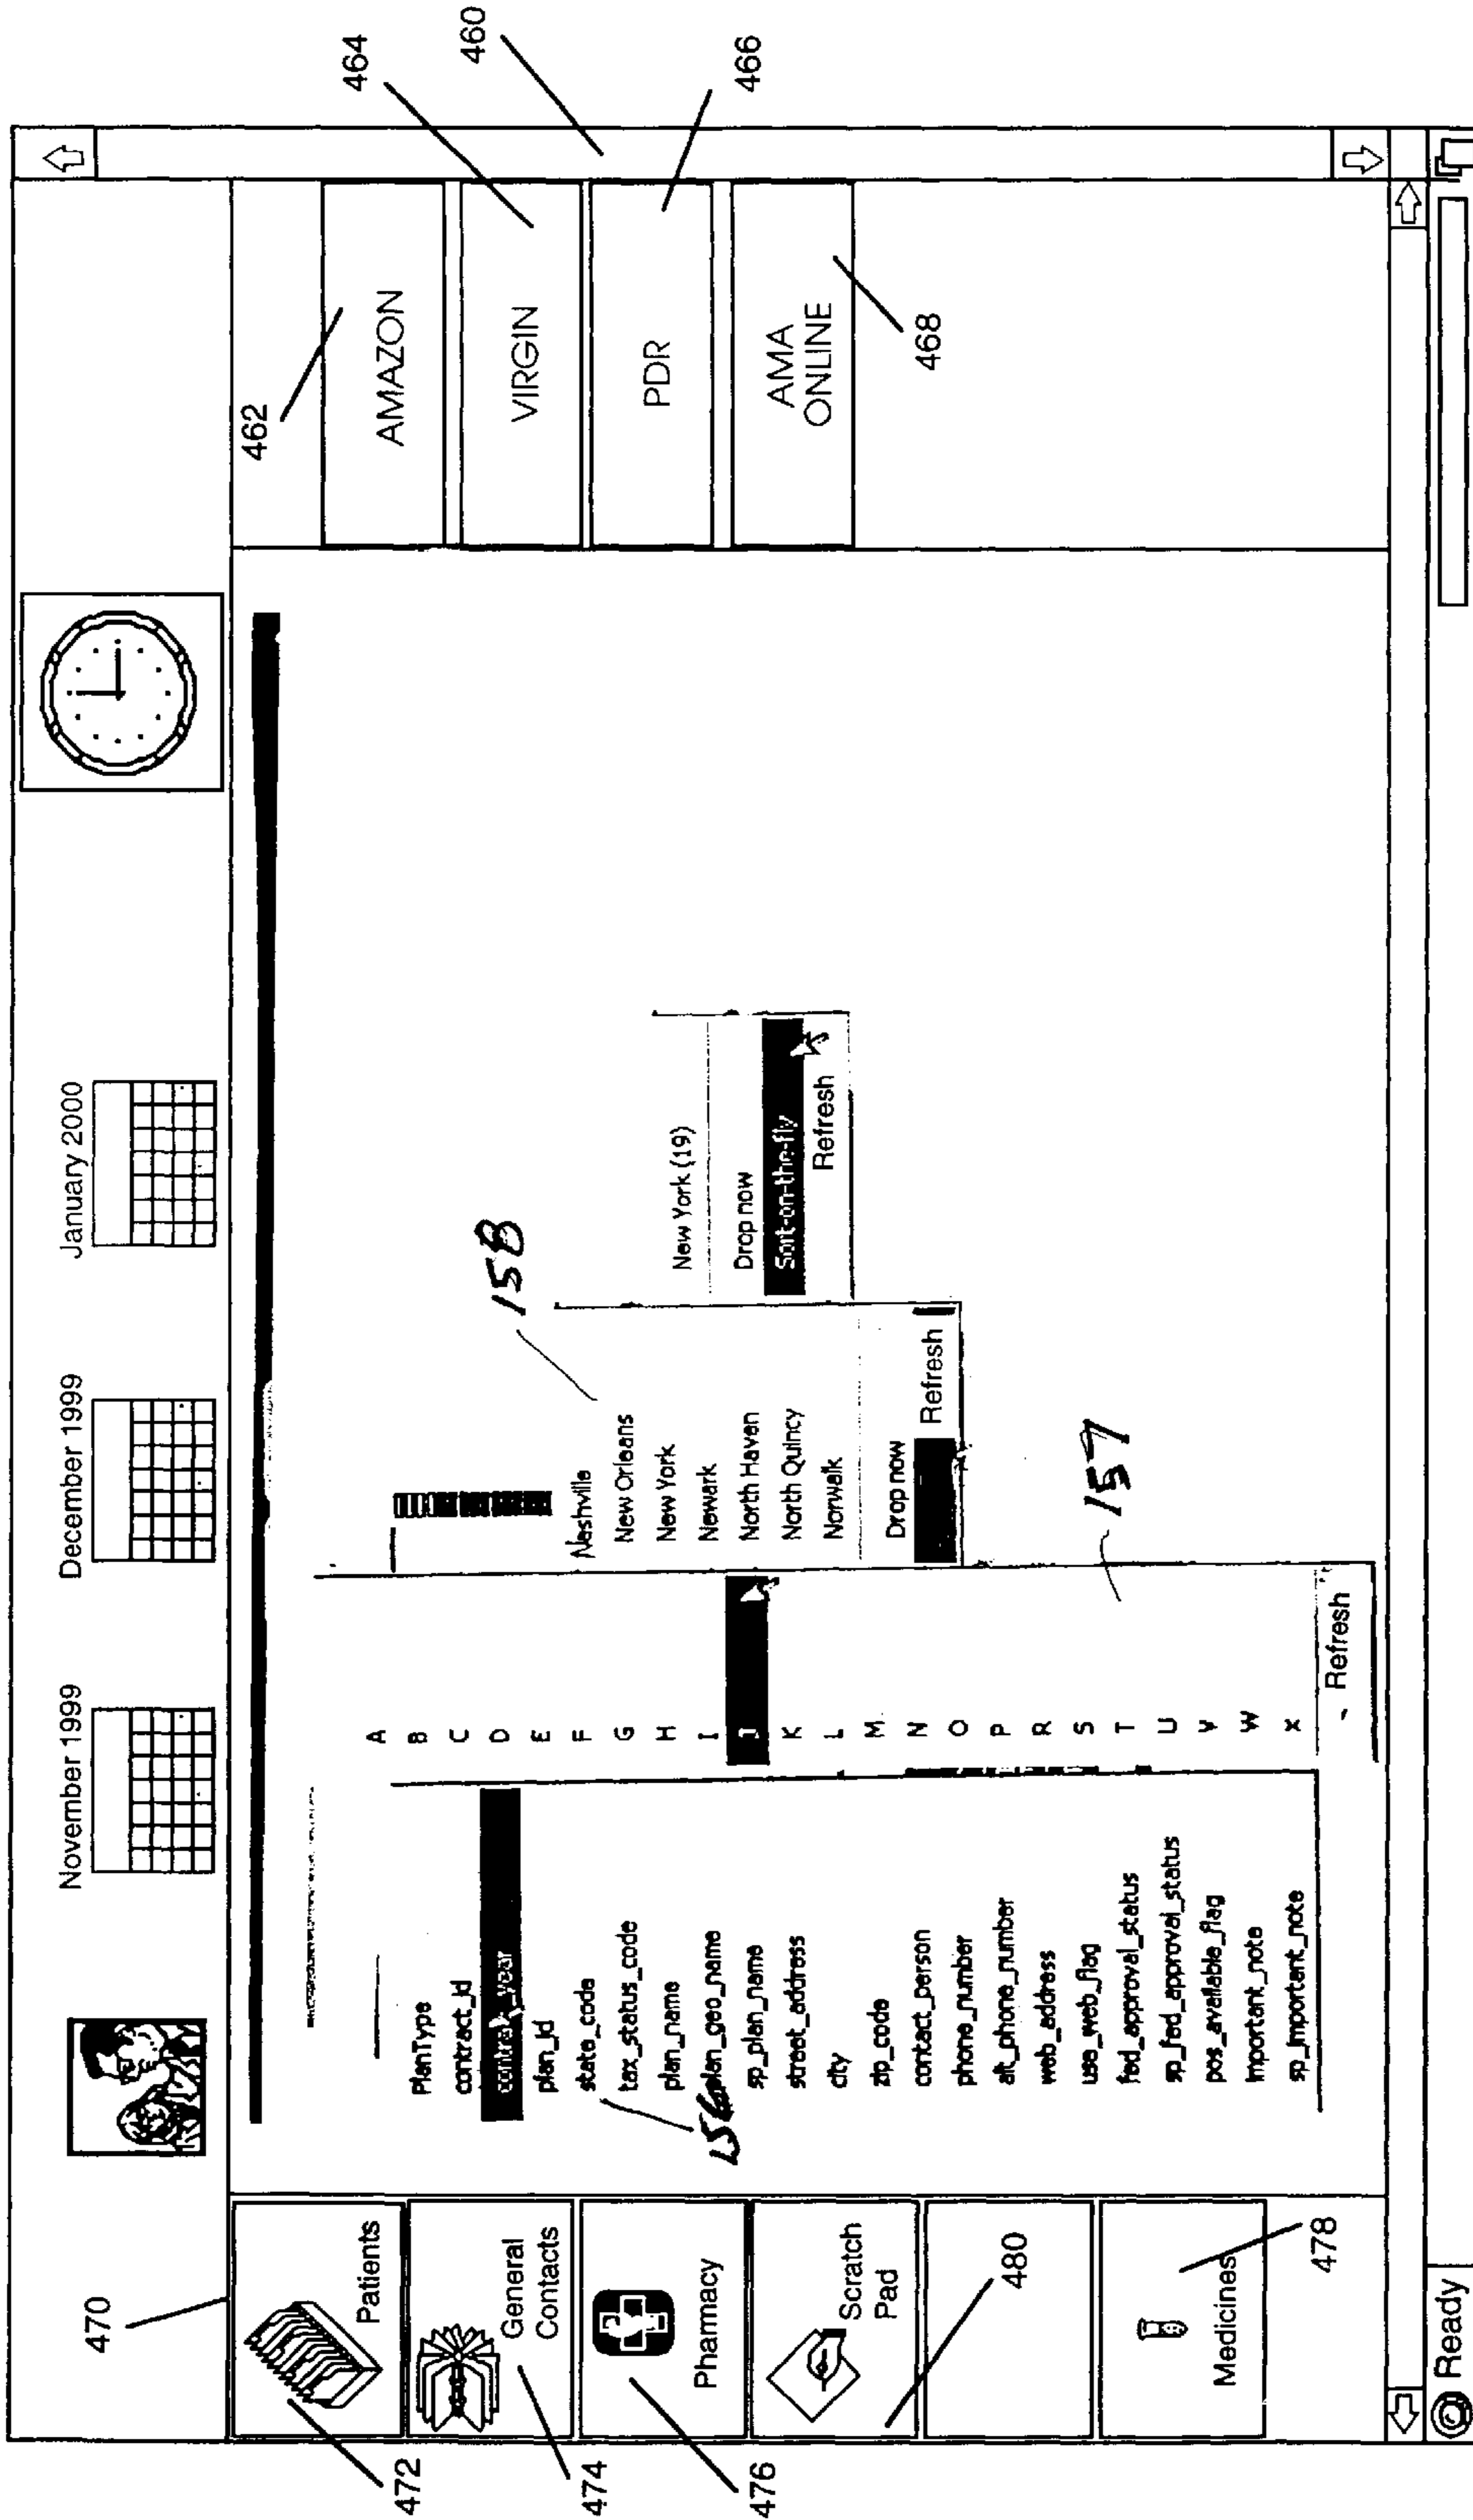 470
November 1999
December 1999
January 2000
472
Patients
474
General
Contacts
476
Pharmacy
Scratch
Pad
480
Medicines
478
PlanType
contract_id
contract_year
plan_id
state_code
tax_status_code
plan_name
plan_geo_name
156
sp_plan_name
street_address
city
zip_code
contact_person
phone_number
alt_phone_number
web_address
use_web_flag
fed_approval_status
sp_fed_approval_status
pos_available_flag
important_note
sp_important_note
A
B
C
D
E
F
G
H
I
J
K
L
M
N
O
P
R
S
T
U
V
W
X
Refresh
157
158
Nashville
New Orleans
New York
Newark
North Haven
North Quincy
Norwalk
Drop now
Refresh
New York (19)
Drop now
Sort-on-the-fly
Refresh
462
AMAZON
464
VIRGIN
460
PDR
466
AMA
ONLINE
468
Ready